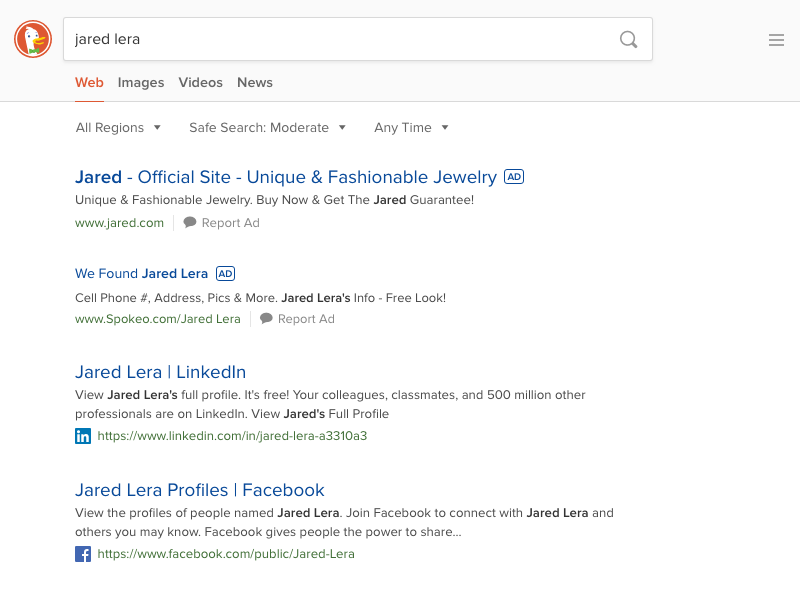 jared lera
Web Images Videos News
All Regions Safe Search: Moderate Any Time
Jared - Official Site - Unique & Fashionable Jewelry AD
Unique & Fashionable Jewelry. Buy Now & Get The Jared Guarantee!
www.jared.com Report Ad
We Found Jared Lera AD
Cell Phone #, Address, Pics & More. Jared Lera's Info - Free Look!
www.Spokeo.com/Jared Lera Report Ad
Jared Lera | LinkedIn
View Jared Lera's full profile. It's free! Your colleagues, classmates, and 500 million other
professionals are on LinkedIn. View Jared's Full Profile
in https://www.linkedin.com/in/jared-lera-a3310a3
Jared Lera Profiles | Facebook
View the profiles of people named Jared Lera. Join Facebook to connect with Jared Lera and
others you may know. Facebook gives people the power to share...
f https://www.facebook.com/public/Jared-Lera